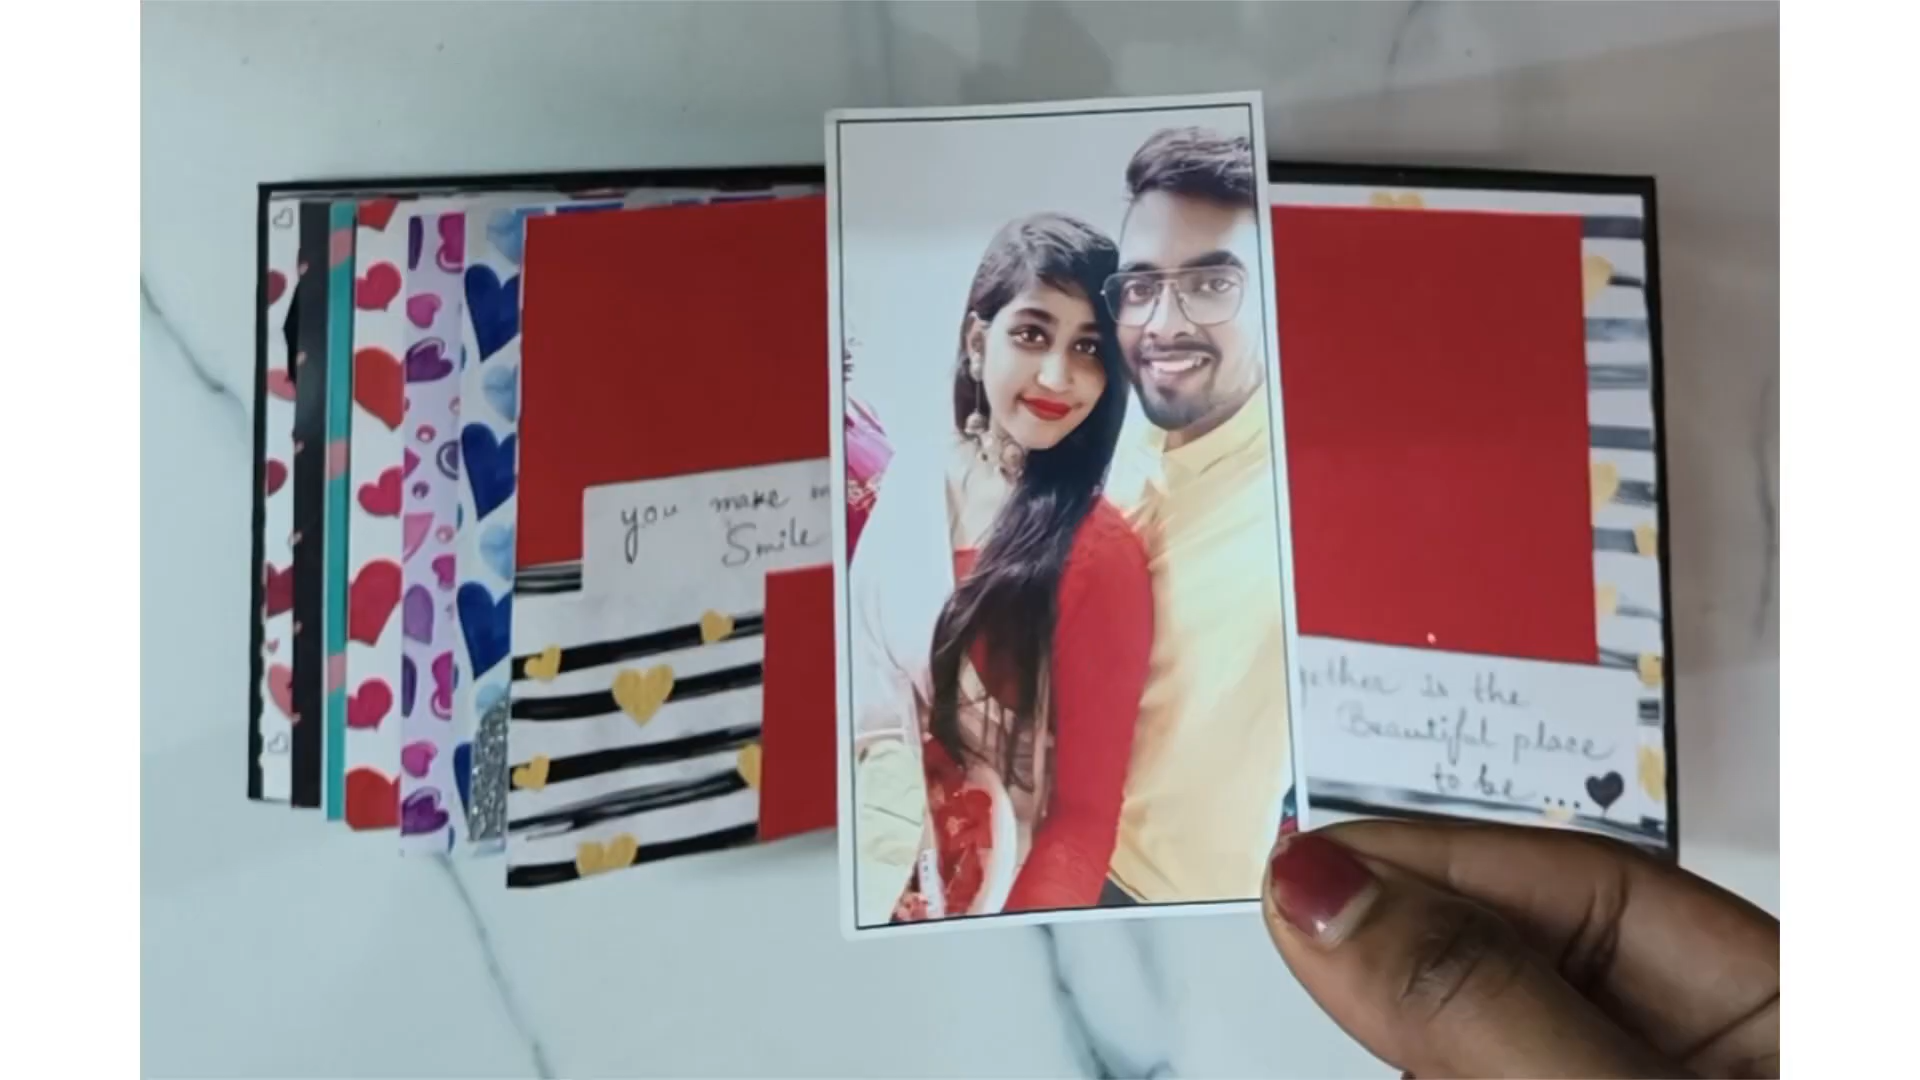 you make
Smile
is the
Beautiful place
to be ...